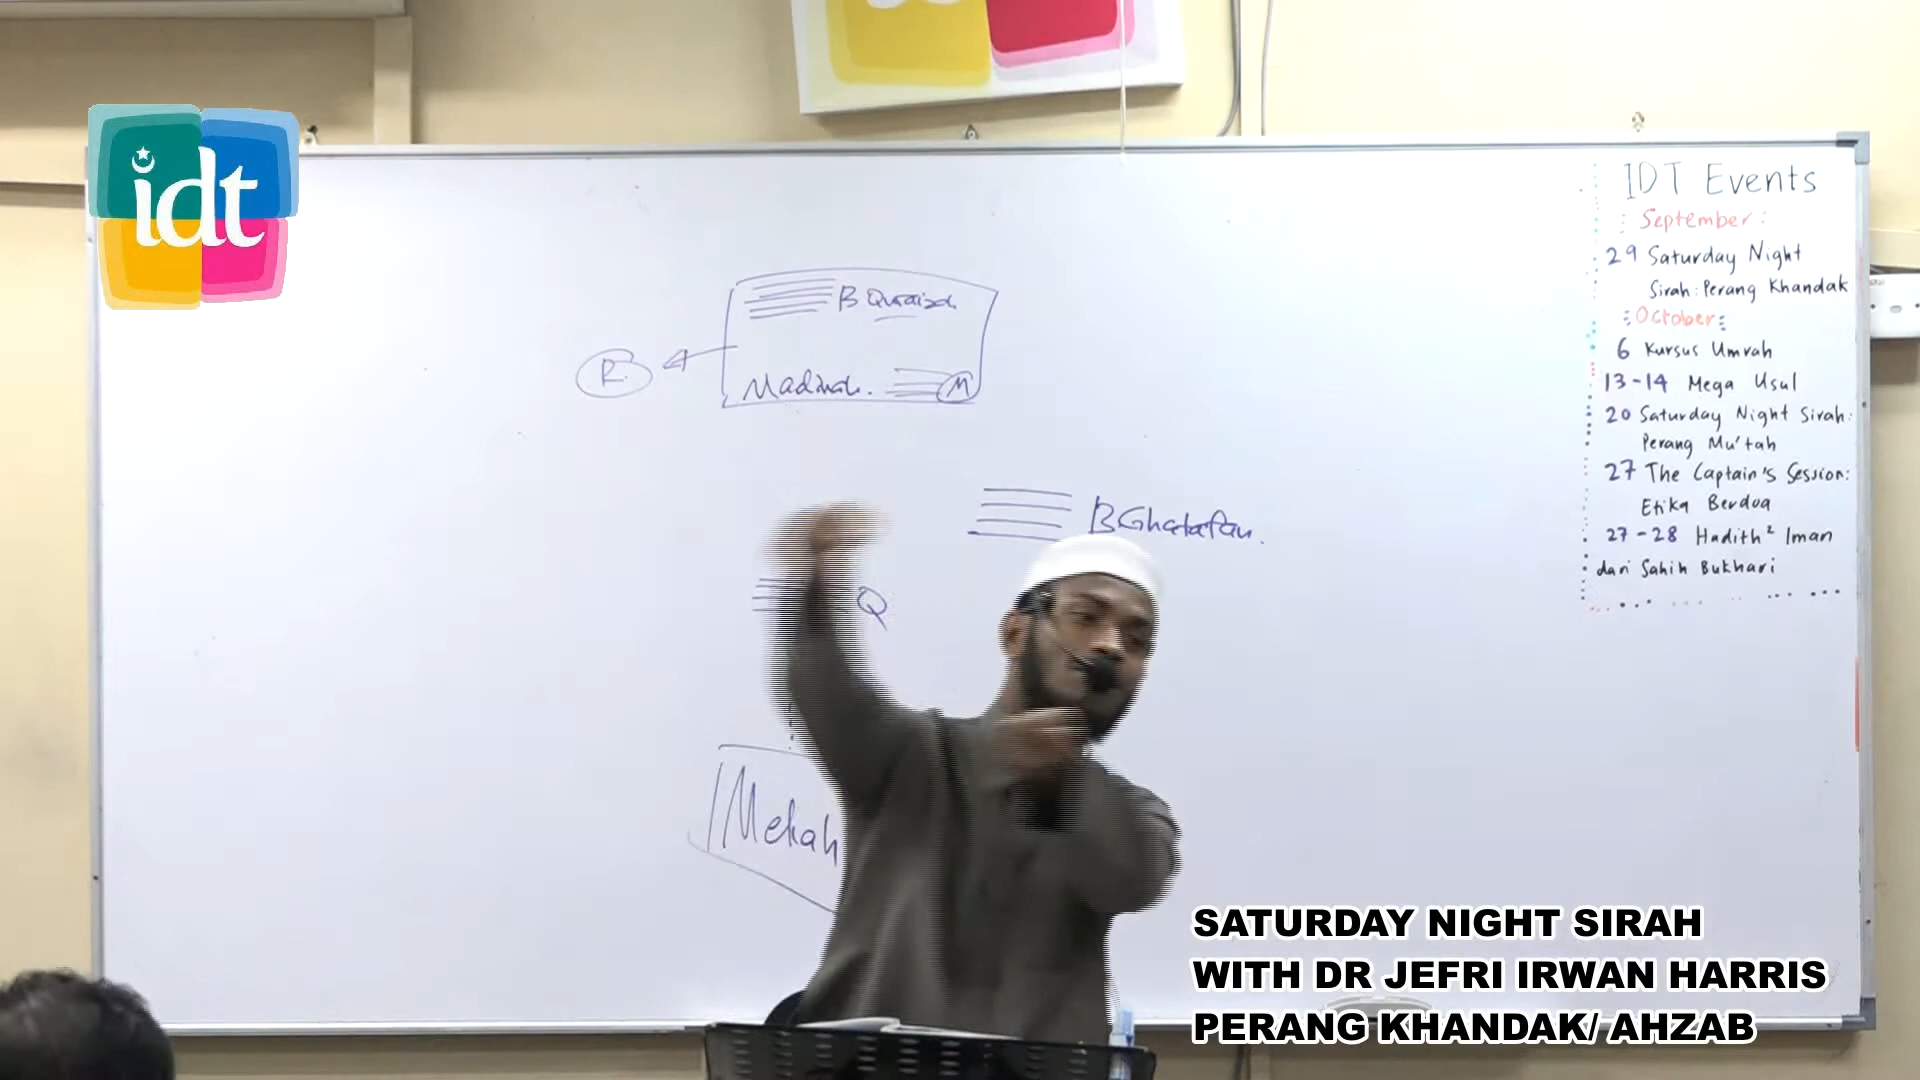 idt
B Quraizah
R
Madinah.
M
B Ghatafan.
Q
Mekah
IDT Events
September:
29 Saturday Night
Sirah: Perang Khandak
October:
6 Kursus Umrah
13-14 Mega Usul
20 Saturday Night Sirah:
Perang Mu'tah
27 The Captain's Session:
Etika Berdoa
27-28 Hadith² Iman
dari Sahih Bukhari
SATURDAY NIGHT SIRAH
WITH DR JEFRI IRWAN HARRIS
PERANG KHANDAK/ AHZAB